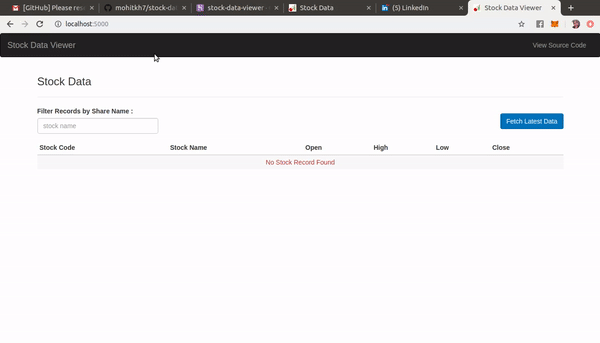 [GitHub] Please re
mohitkh7/stock-da
stock-data-viewer
Stock Data
(5) LinkedIn
Stock Data Viewer
localhost:5000
Stock Data Viewer
View Source Code
Stock Data
Filter Records by Share Name :
stock name
Fetch Latest Data
Stock Code Stock Name Open High Low Close
No Stock Record Found